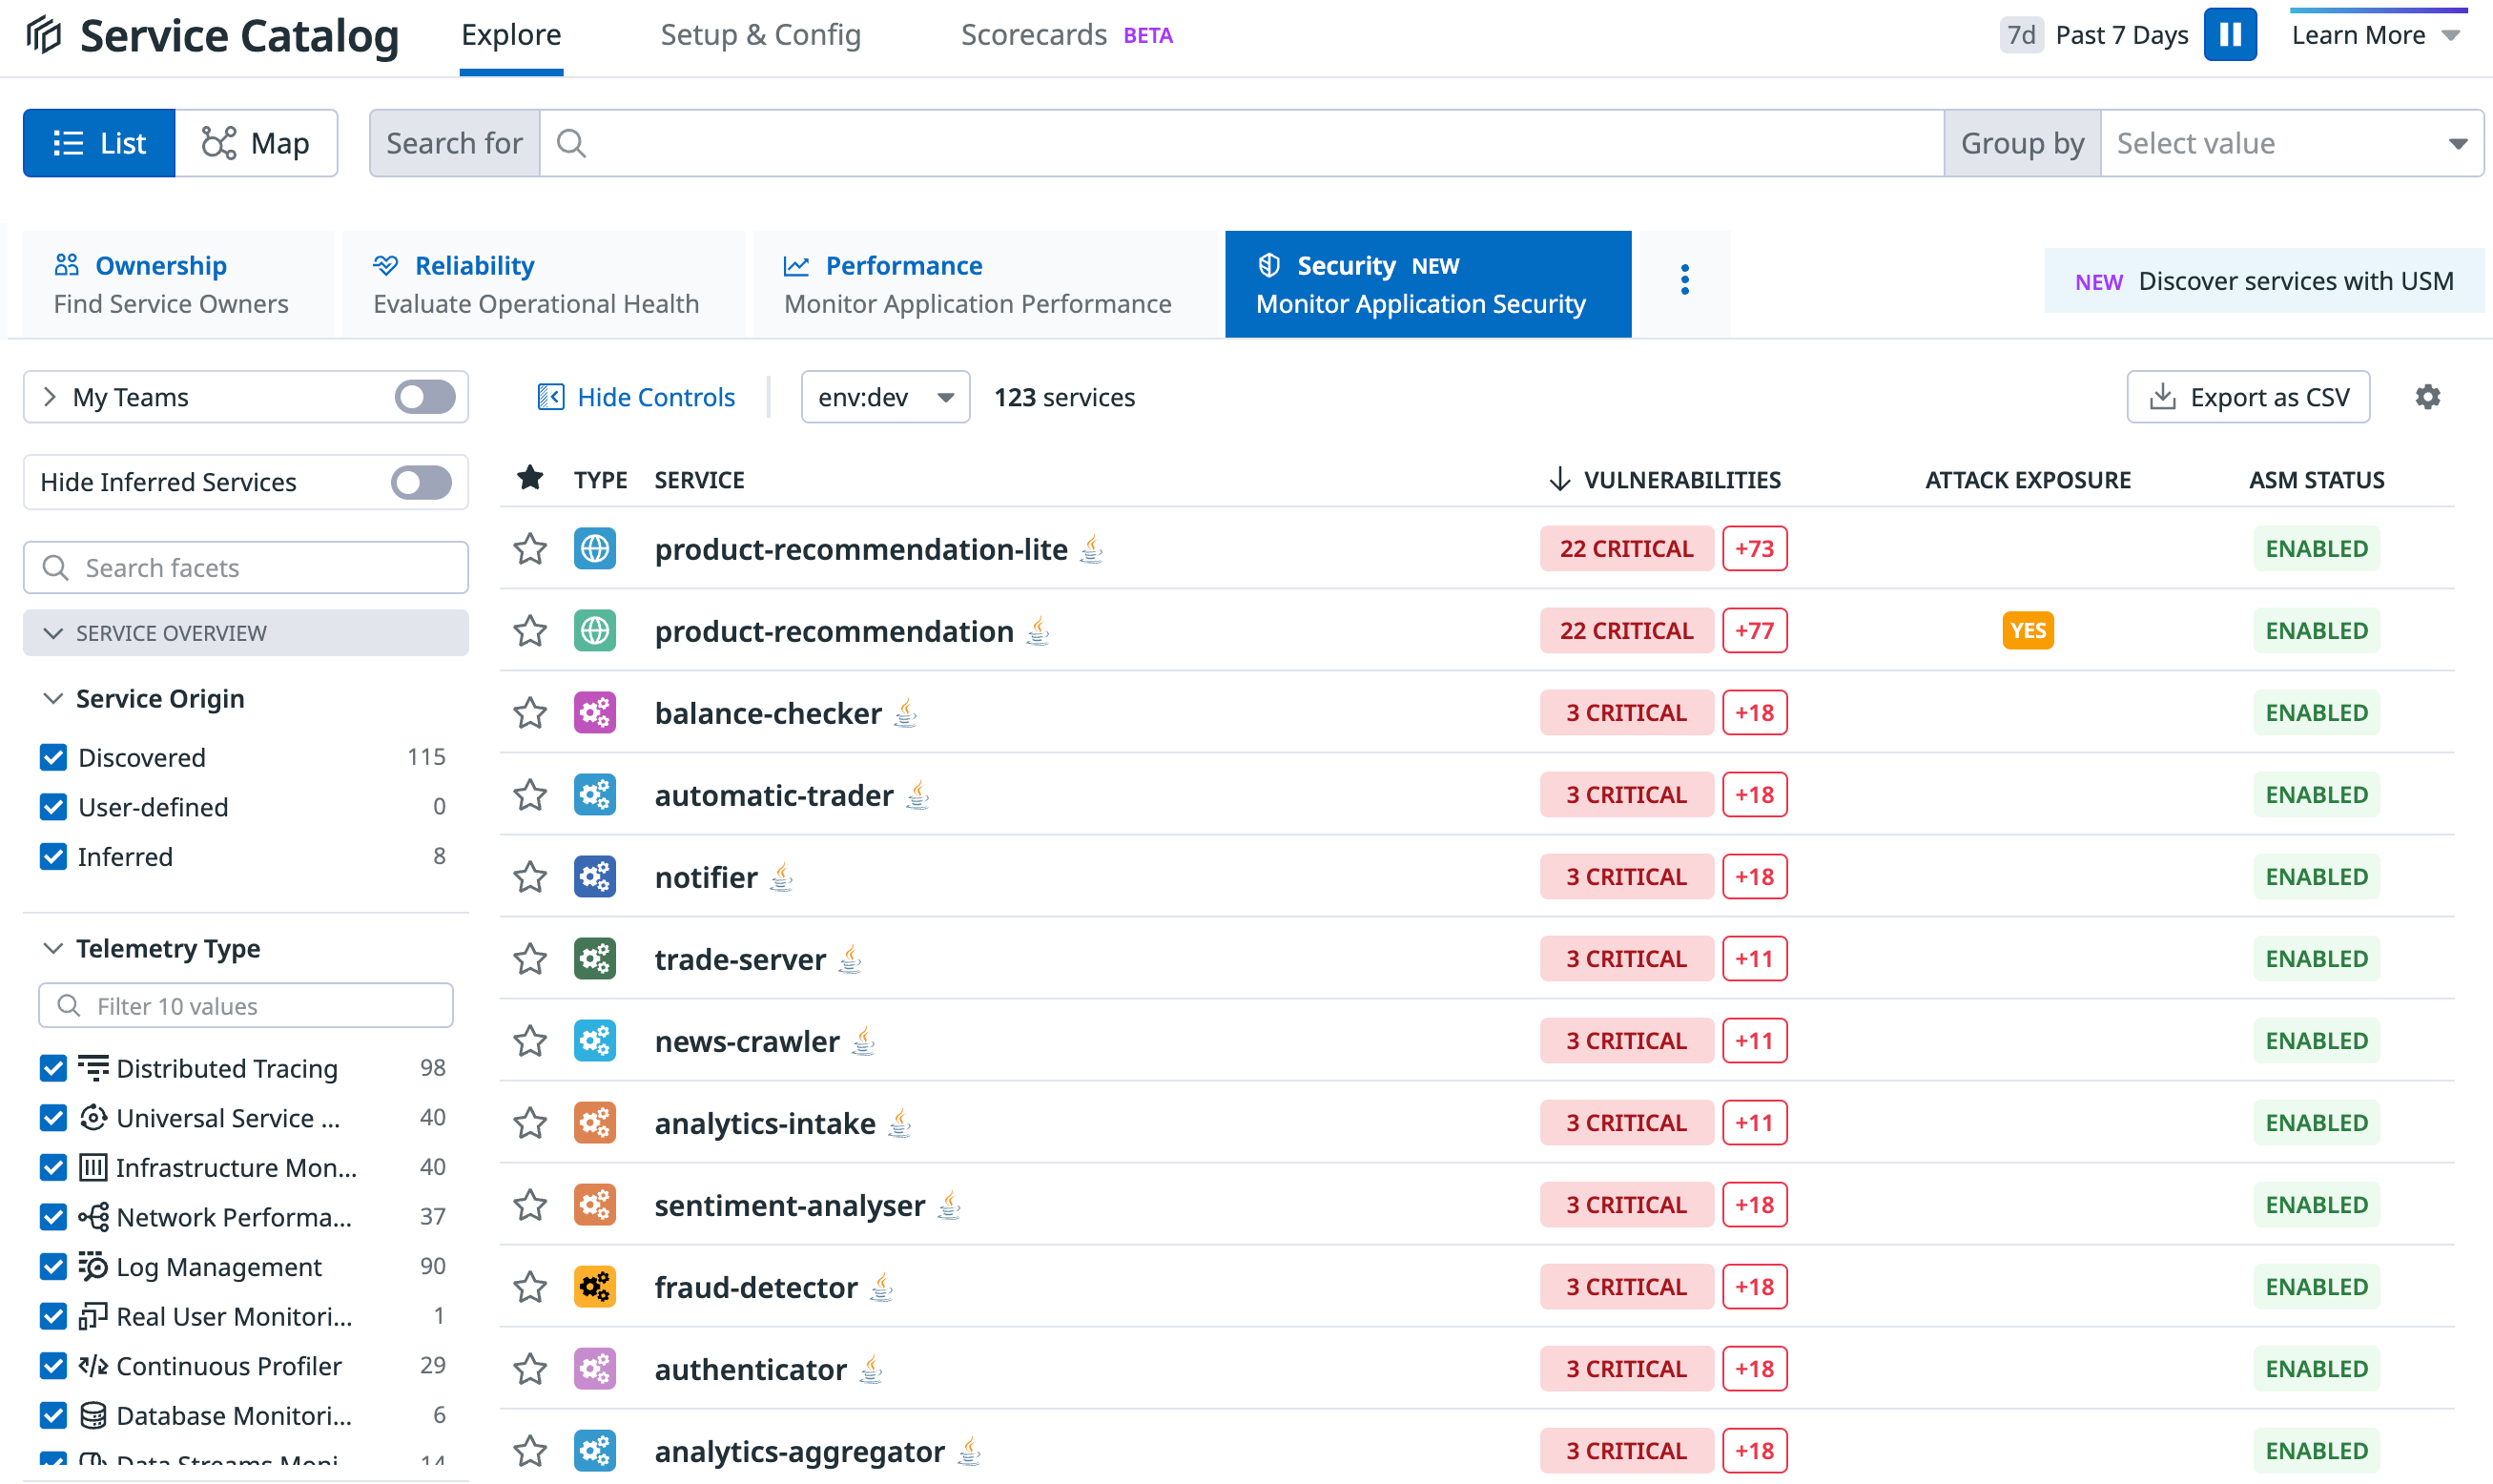 Service Catalog
Explore
Setup & Config
Scorecards BETA
7d Past 7 Days
Learn More
List
Map
Search for
Group by
Select value
Ownership
Find Service Owners
Reliability
Evaluate Operational Health
Performance
Monitor Application Performance
Security NEW
Monitor Application Security
NEW Discover services with USM
My Teams
Hide Controls
env:dev
123 services
Export as CSV
Hide Inferred Services
Search facets
SERVICE OVERVIEW
Service Origin
Discovered 115
User-defined 0
Inferred 8
Telemetry Type
Filter 10 values
Distributed Tracing 98
Universal Service ... 40
Infrastructure Mon... 40
Network Performa... 37
Log Management 90
Real User Monitori... 1
Continuous Profiler 29
Database Monitori... 6
Data Streams Moni... 14
TYPE SERVICE VULNERABILITIES ATTACK EXPOSURE ASM STATUS
product-recommendation-lite 22 CRITICAL +73 ENABLED
product-recommendation 22 CRITICAL +77 YES ENABLED
balance-checker 3 CRITICAL +18 ENABLED
automatic-trader 3 CRITICAL +18 ENABLED
notifier 3 CRITICAL +18 ENABLED
trade-server 3 CRITICAL +11 ENABLED
news-crawler 3 CRITICAL +11 ENABLED
analytics-intake 3 CRITICAL +11 ENABLED
sentiment-analyser 3 CRITICAL +18 ENABLED
fraud-detector 3 CRITICAL +18 ENABLED
authenticator 3 CRITICAL +18 ENABLED
analytics-aggregator 3 CRITICAL +18 ENABLED